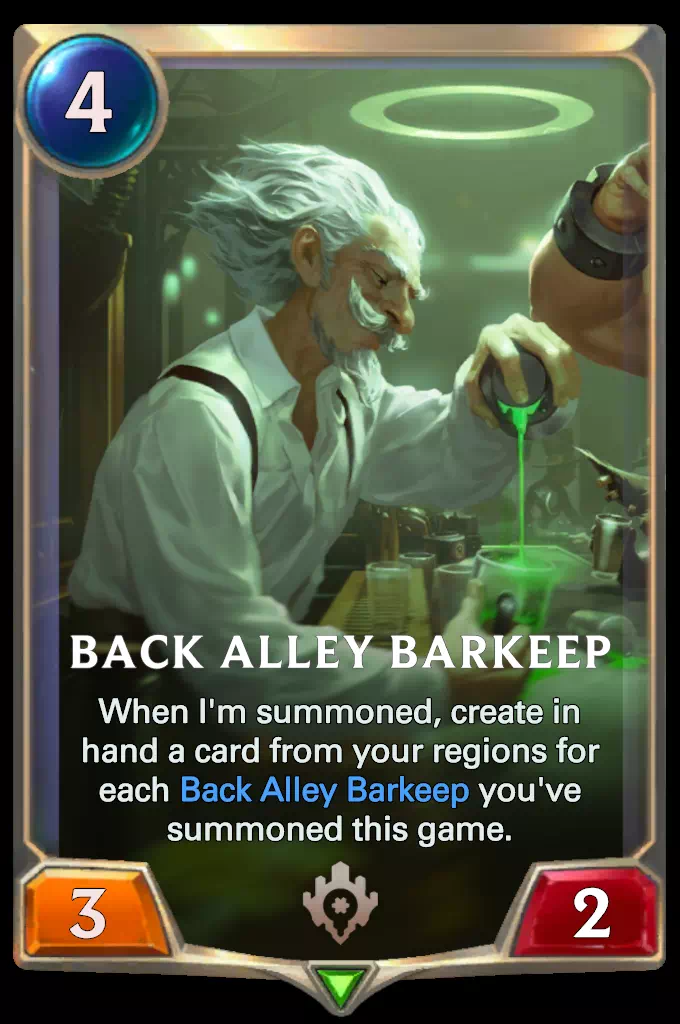 4
BACK ALLEY BARKEEP
When I'm summoned, create in
hand a card from your regions for
each Back Alley Barkeep you've
summoned this game.
3
2